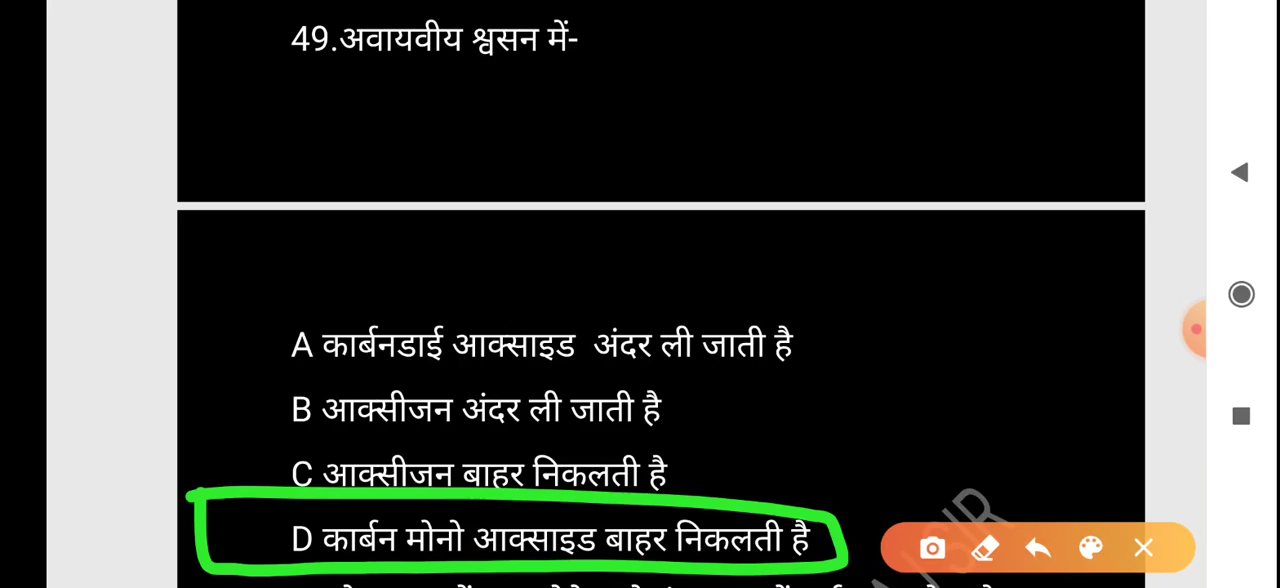 49.अवायवीय श्वसन में-
A कार्बनडाई आक्साइड अंदर ली जाती है
B आक्सीजन अंदर ली जाती है
C आक्सीजन बाहर निकलती है
D कार्बन मोनो आक्साइड बाहर निकलती है
SIR